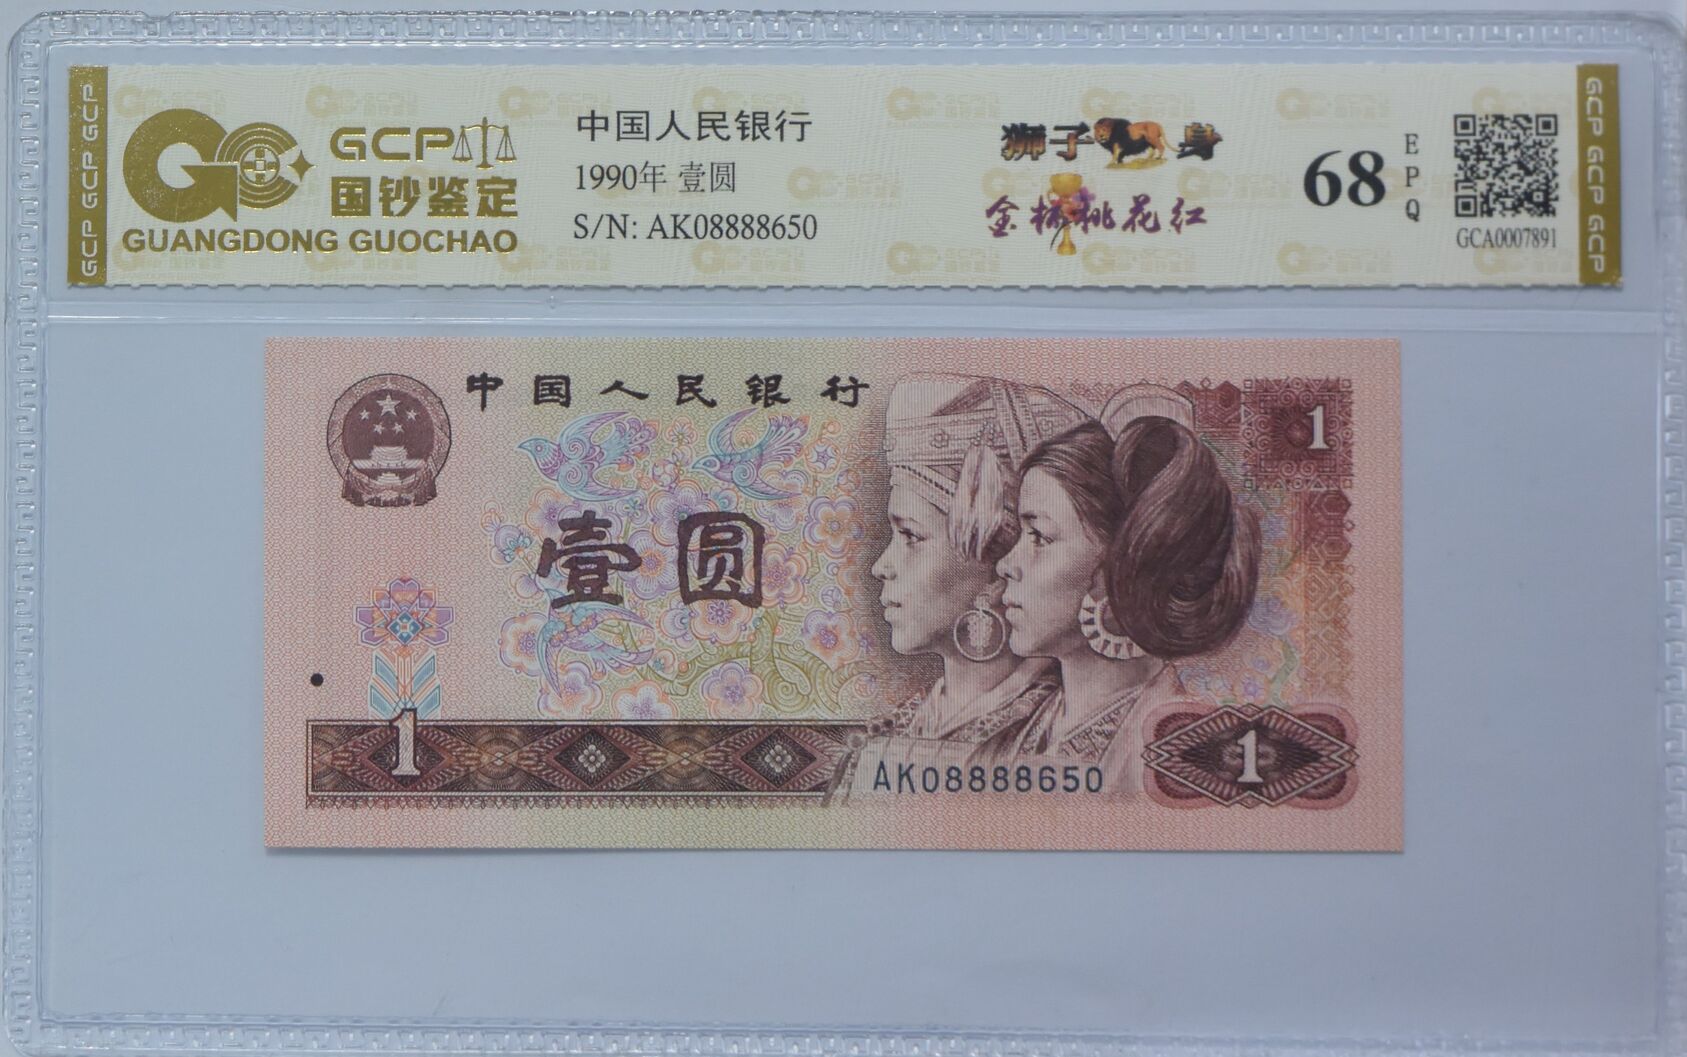 GCP GCP GCP
GCP
国钞鉴定
GUANGDONG GUOCHAO
中国人民银行
1990年 壹圆
S/N: AK08888650
狮子 身
金杯桃花红
68
EPQ
GCA0007891
GCP GCP GCP
中国人民银行
1
壹圆
1
AK08888650
1